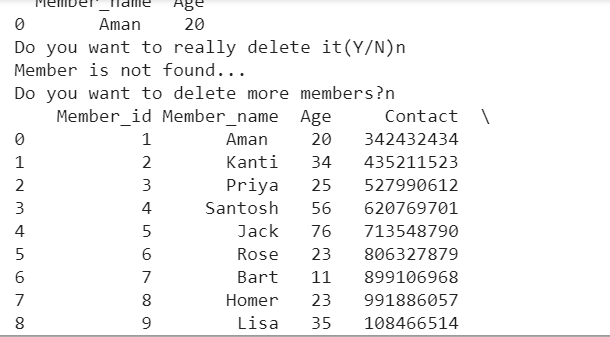 Member_name Age
0 Aman 20
Do you want to really delete it(Y/N)n
Member is not found...
Do you want to delete more members?n
Member_id Member_name Age Contact \
0 1 Aman 20 342432434
1 2 Kanti 34 435211523
2 3 Priya 25 527990612
3 4 Santosh 56 620769701
4 5 Jack 76 713548790
5 6 Rose 23 806327879
6 7 Bart 11 899106968
7 8 Homer 23 991886057
8 9 Lisa 35 108466514